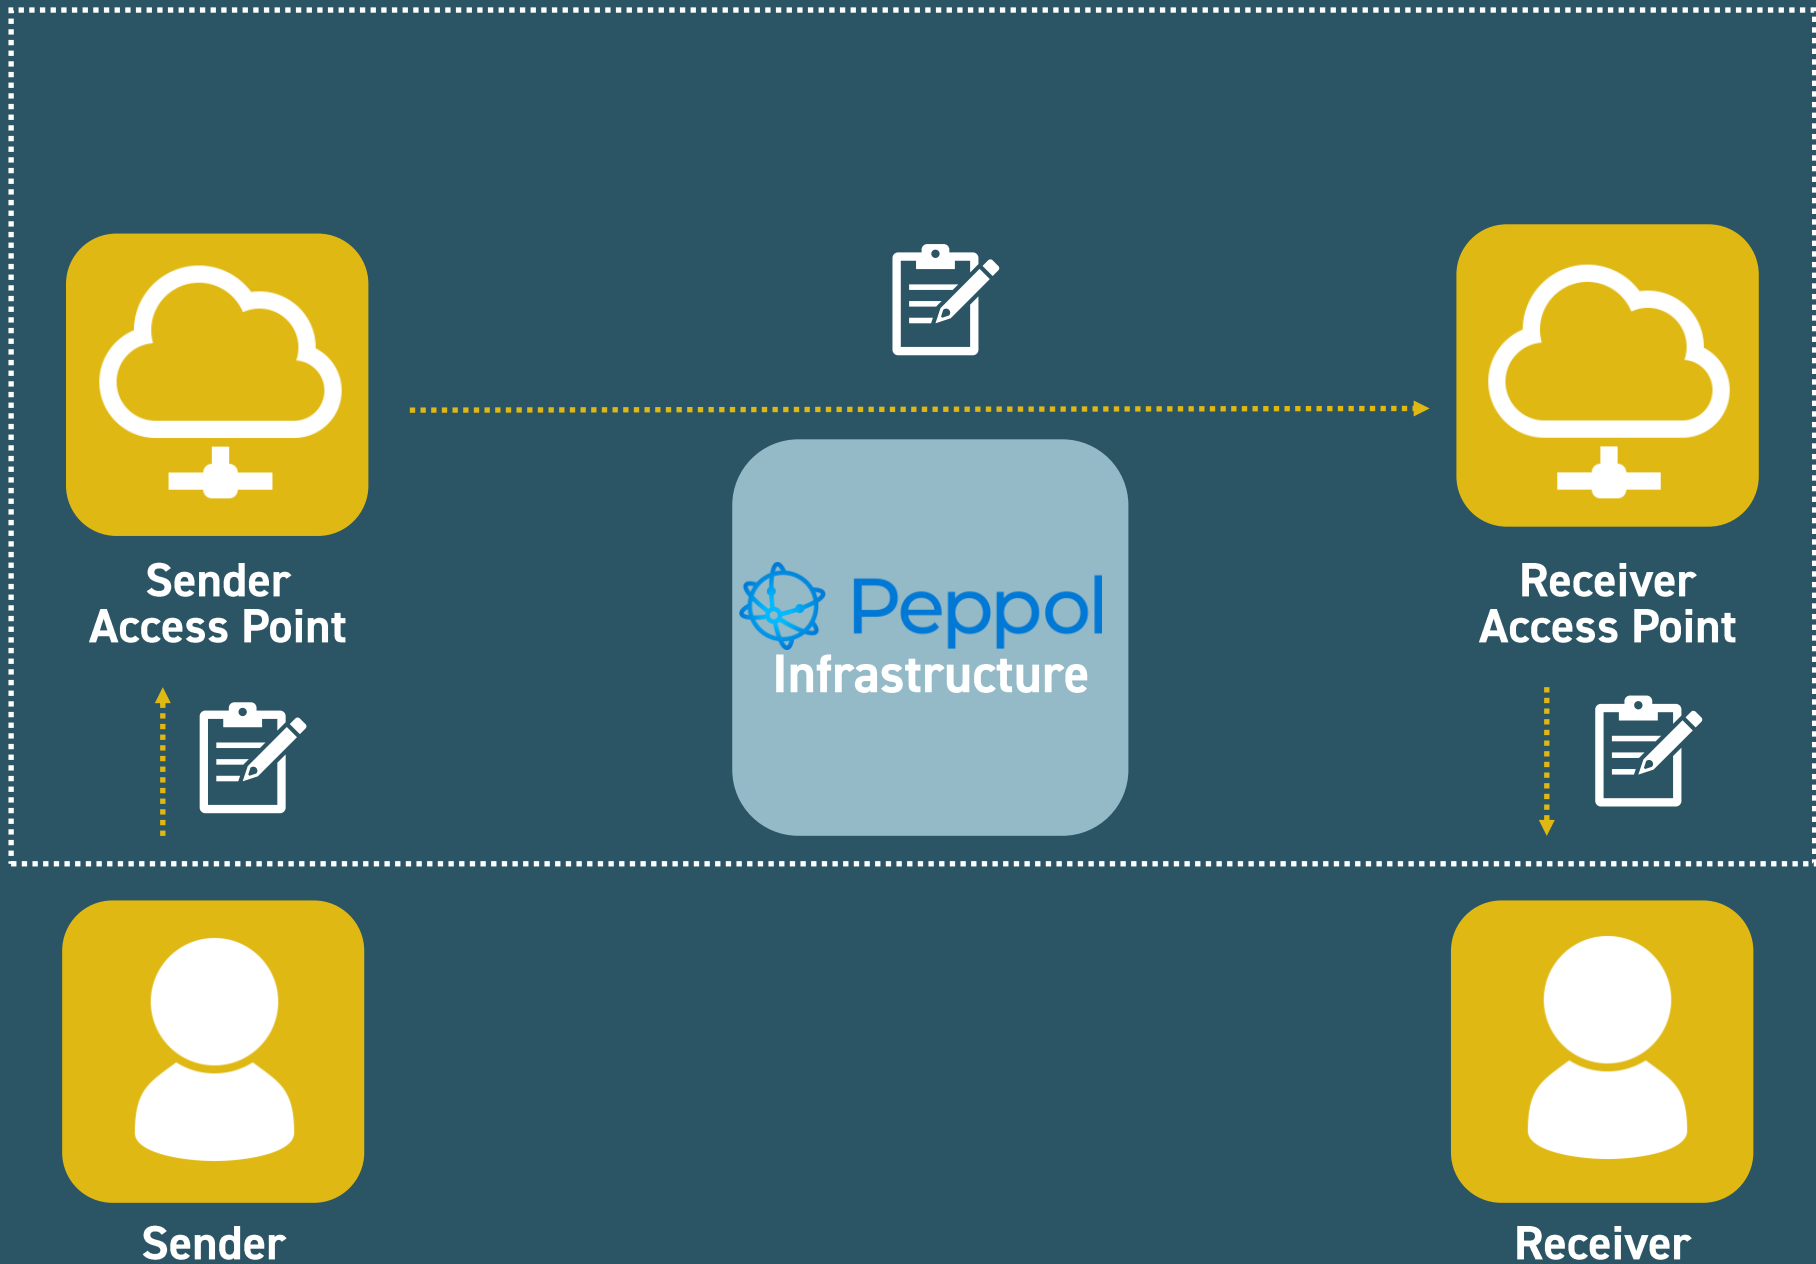 Sender
Access Point
Receiver
Access Point
Peppol
Infrastructure
Sender
Receiver